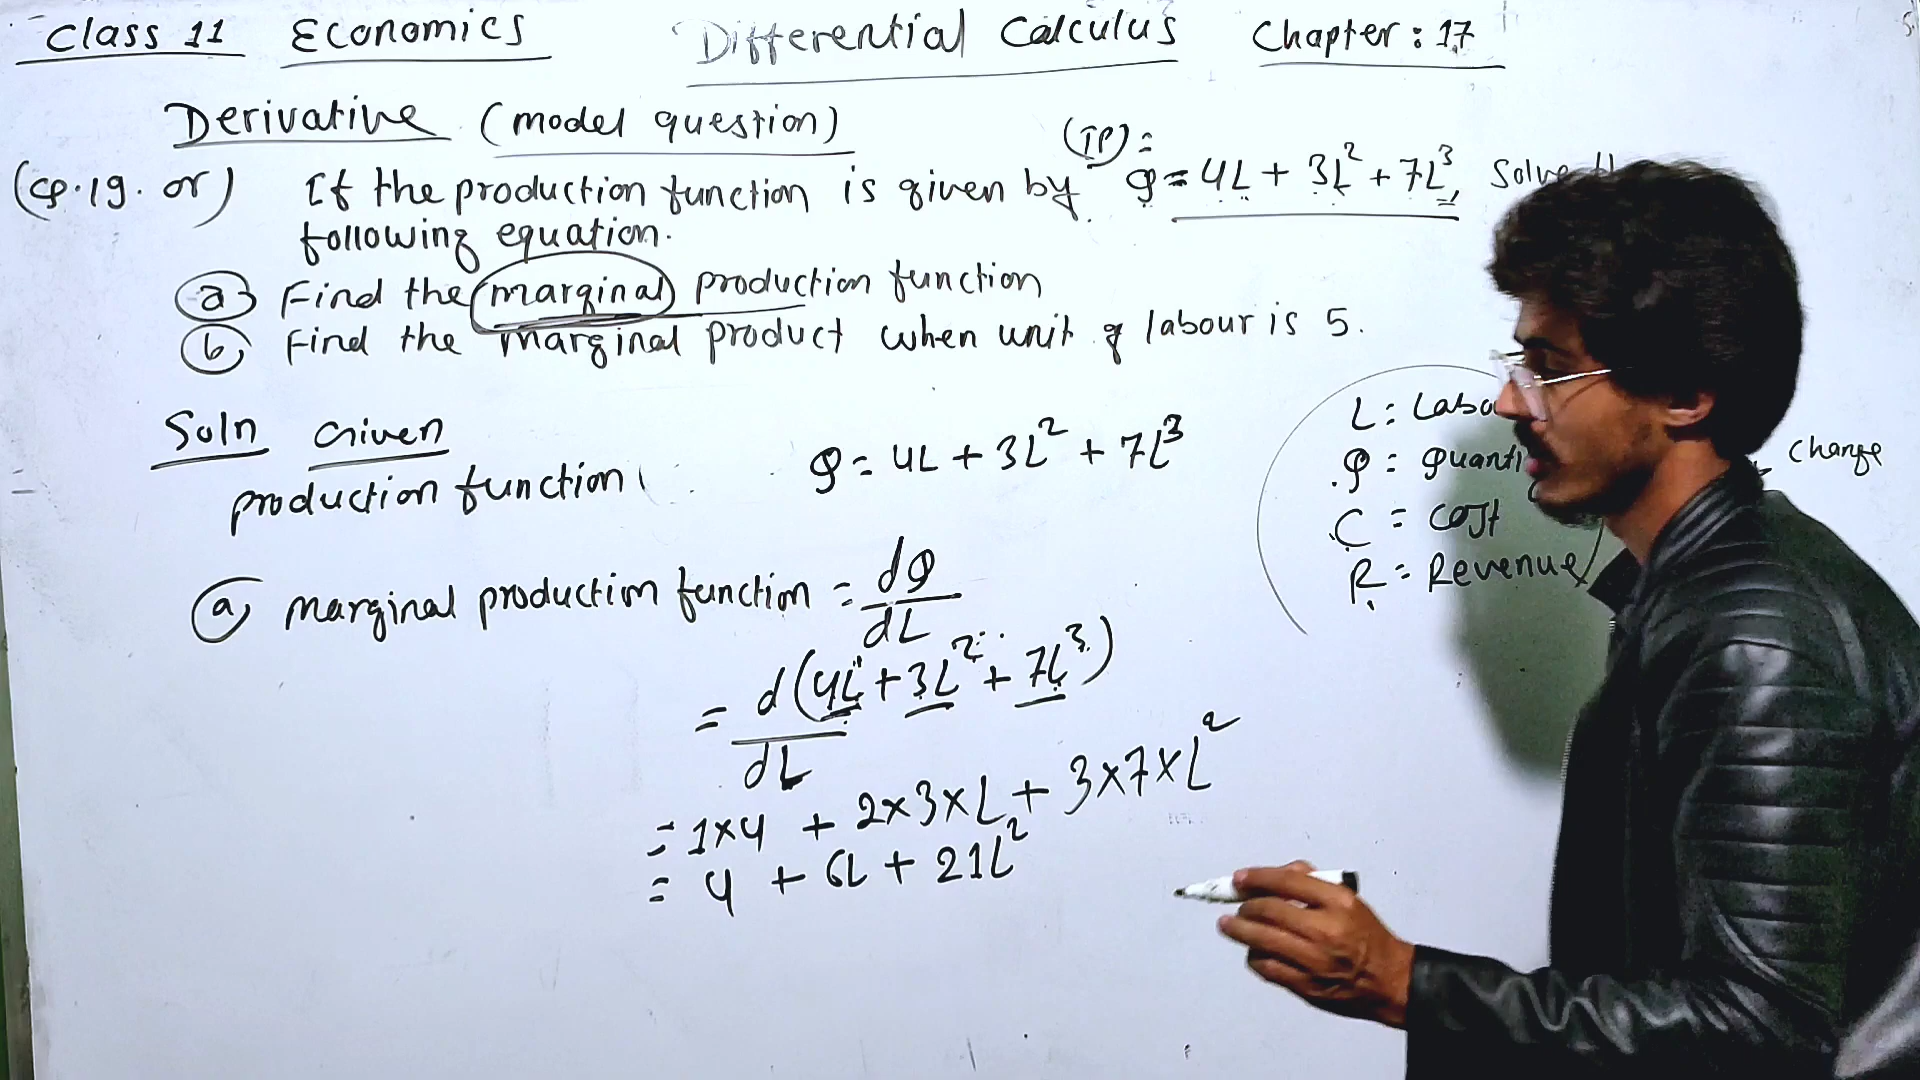 Class 11 Economics Differential Calculus Chapter: 17
Derivative (model question)
(TP) =
(Q.19. or) If the production function is given by Q = 4L + 3L² + 7L³, Solve
following equation.
(a) Find the marginal production function
(b) Find the marginal product when unit of labour is 5.
Soln Given
production function Q = 4L + 3L² + 7L³
(a) marginal production function = dQ/dL
= d(4L + 3L² + 7L³)/dL
= 1×4 + 2×3×L + 3×7×L²
= 4 + 6L + 21L²
L :
Q :
change
C = Cost
R = Revenue